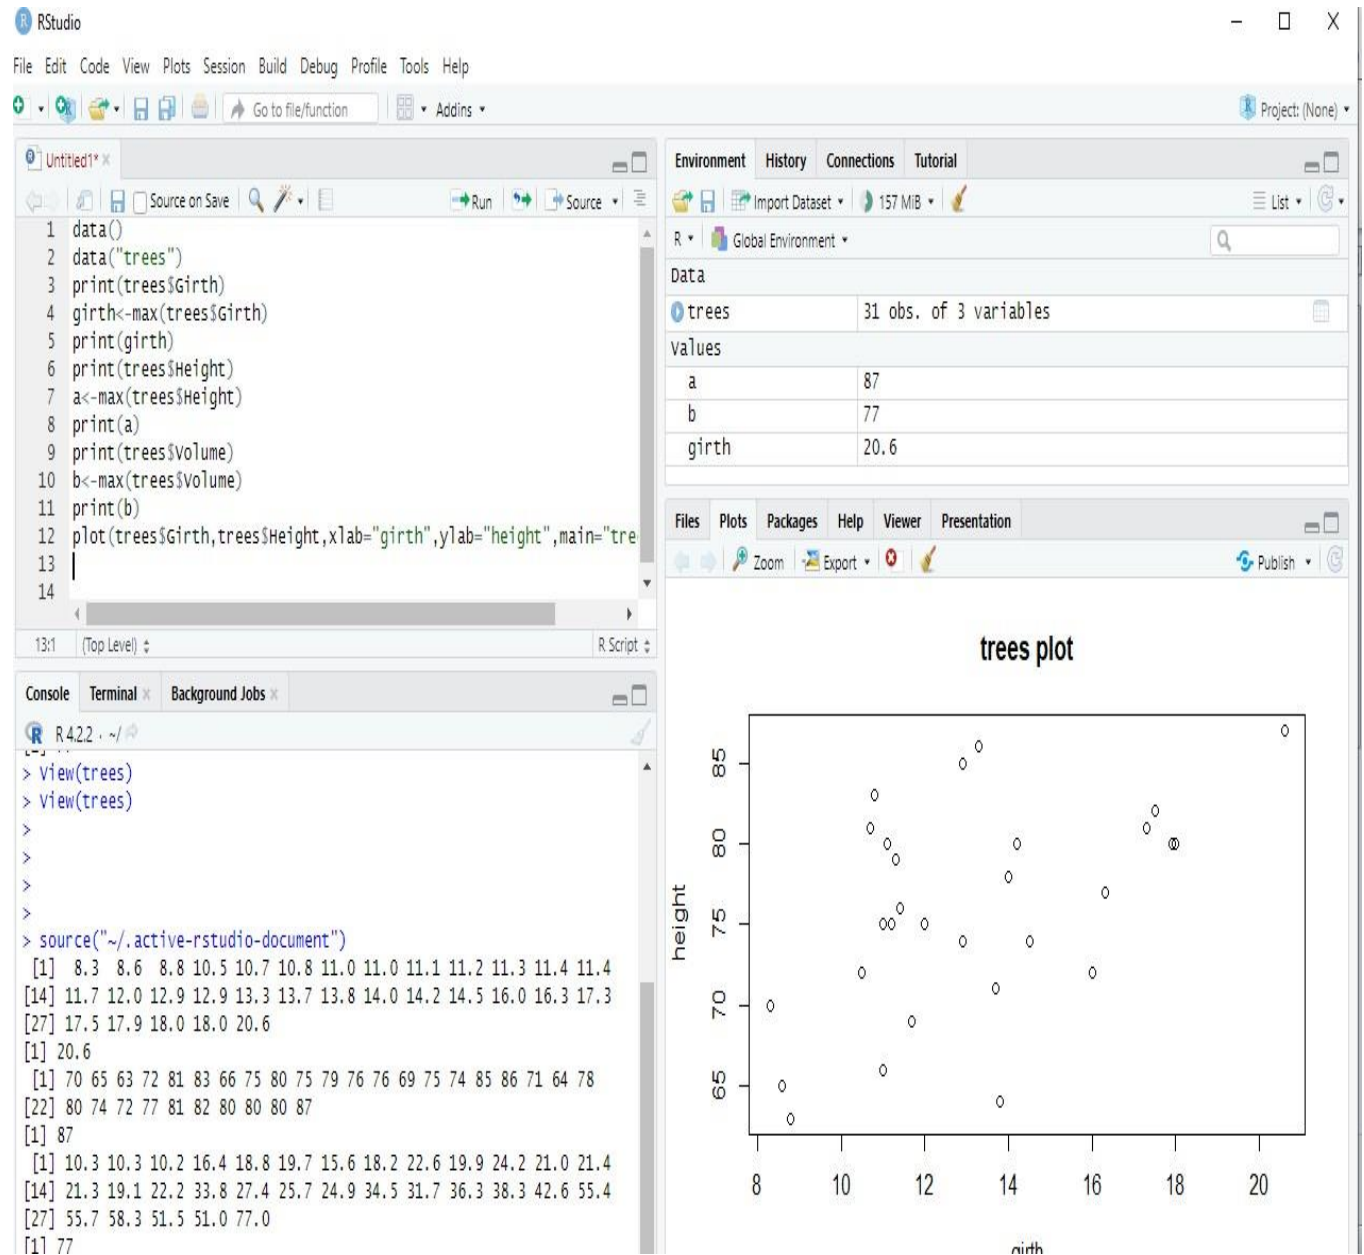 RStudio
File Edit Code View Plots Session Build Debug Profile Tools Help
Go to file/function
Addins
Project: (None)
Untitled1*
Source on Save
Run
Source
1 data()
2 data("trees")
3 print(trees$Girth)
4 girth<-max(trees$Girth)
5 print(girth)
6 print(trees$Height)
7 a<-max(trees$Height)
8 print(a)
9 print(trees$Volume)
10 b<-max(trees$Volume)
11 print(b)
12 plot(trees$Girth,trees$Height,xlab="girth",ylab="height",main="tre
13
14
13:1 (Top Level) R Script
Console Terminal Background Jobs
R 4.2.2 · ~/
> View(trees)
> View(trees)
>
>
>
>
> source("~/.active-rstudio-document")
[1] 8.3 8.6 8.8 10.5 10.7 10.8 11.0 11.0 11.1 11.2 11.3 11.4 11.4
[14] 11.7 12.0 12.9 12.9 13.3 13.7 13.8 14.0 14.2 14.5 16.0 16.3 17.3
[27] 17.5 17.9 18.0 18.0 20.6
[1] 20.6
[1] 70 65 63 72 81 83 66 75 80 75 79 76 76 69 75 74 85 86 71 64 78
[22] 80 74 72 77 81 82 80 80 80 87
[1] 87
[1] 10.3 10.3 10.2 16.4 18.8 19.7 15.6 18.2 22.6 19.9 24.2 21.0 21.4
[14] 21.3 19.1 22.2 33.8 27.4 25.7 24.9 34.5 31.7 36.3 38.3 42.6 55.4
[27] 55.7 58.3 51.5 51.0 77.0
[1] 77
Environment History Connections Tutorial
Import Dataset 157 MiB List
R Global Environment
Data
trees 31 obs. of 3 variables
Values
a 87
b 77
girth 20.6
Files Plots Packages Help Viewer Presentation
Zoom Export Publish
trees plot
height
85
80
75
70
65
8 10 12 14 16 18 20
girth